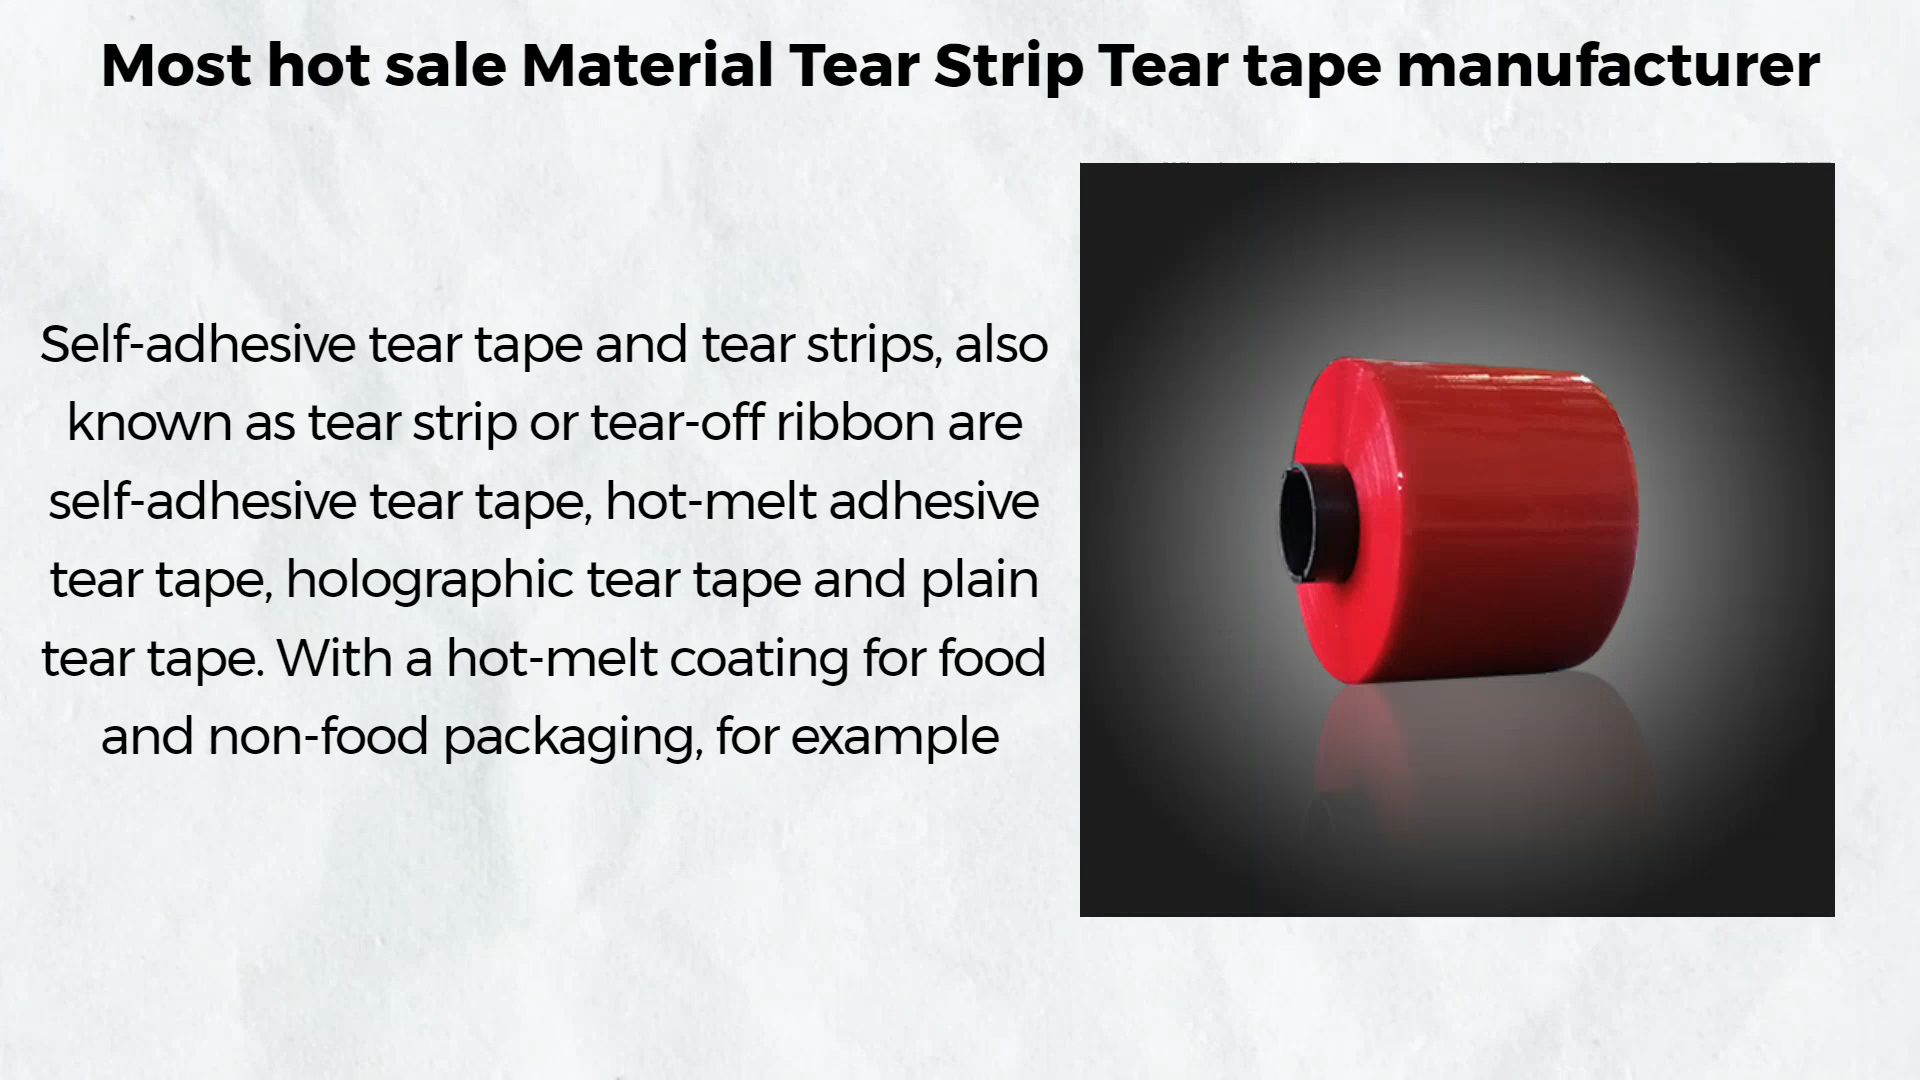 Most hot sale Material Tear Strip Tear tape manufacturer
Self-adhesive tear tape and tear strips, also
known as tear strip or tear-off ribbon are
self-adhesive tear tape, hot-melt adhesive
tear tape, holographic tear tape and plain
tear tape. With a hot-melt coating for food
and non-food packaging, for example